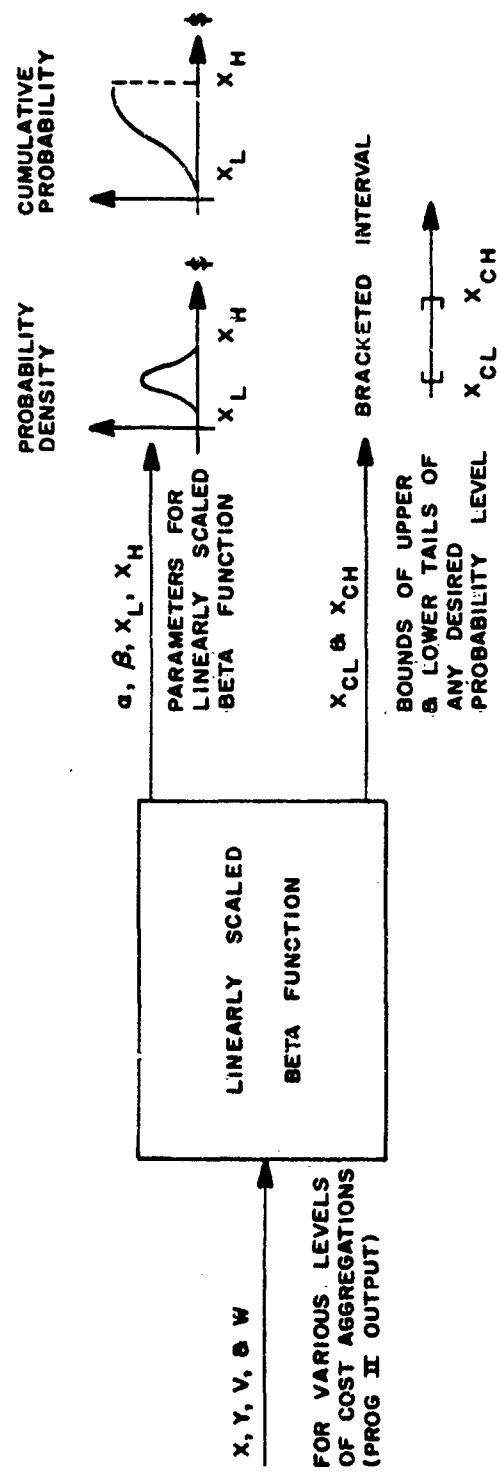 X, Y, V, & W
FOR VARIOUS LEVELS
OF COST AGGREGATIONS
(PROG II OUTPUT)
LINEARLY SCALED
BETA FUNCTION
α, β, X_L, X_H
PARAMETERS FOR
LINEARLY SCALED
BETA FUNCTION
PROBABILITY
DENSITY
X_L X_H
$
CUMULATIVE
PROBABILITY
X_L X_H
$
X_CL & X_CH
BOUNDS OF UPPER
& LOWER TAILS OF
ANY DESIRED
PROBABILITY LEVEL
BRACKETED INTERVAL
X_CL X_CH